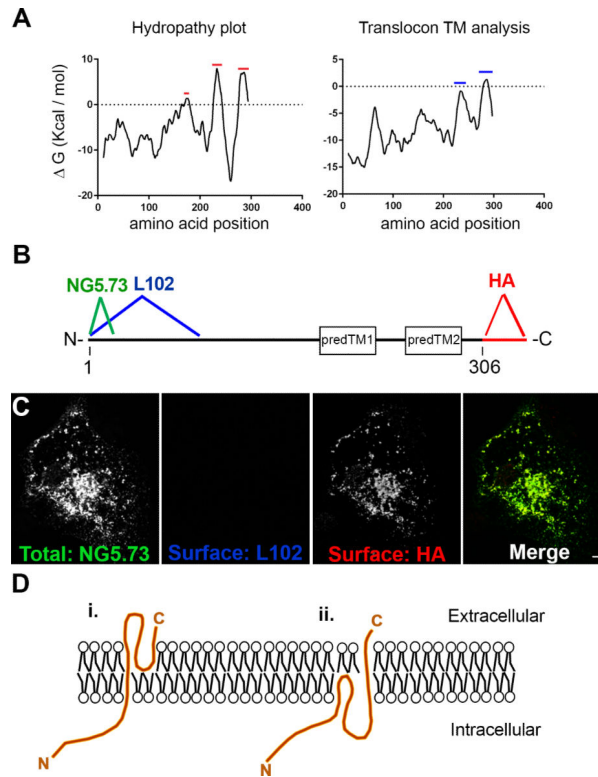 A
Hydropathy plot
Translocon TM analysis
Δ G (Kcal / mol)
10
0
-10
-20
0 100 200 300 400
amino acid position
5
0
-5
-10
-15
-20
0 100 200 300 400
amino acid position
B
NG5.73 L102 HA
N- predTM1 predTM2 -C
1 306
C
Total: NG5.73 Surface: L102 Surface: HA Merge
D
i. ii.
C C Extracellular
N N Intracellular